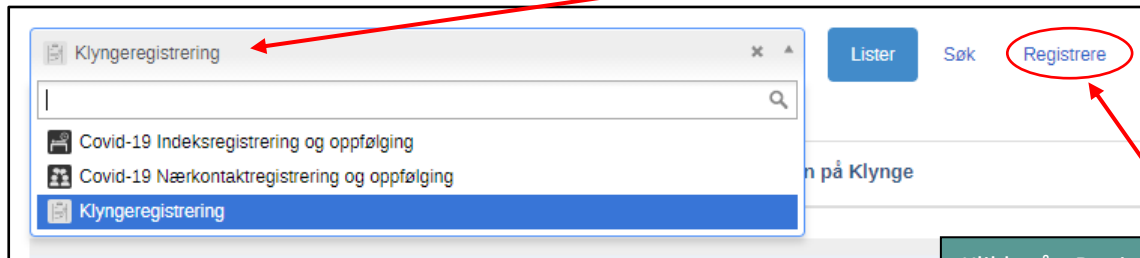 Klyngeregistrering
Lister Søk Registrere
Covid-19 Indeksregistrering og oppfølging
Covid-19 Nærkontaktregistrering og oppfølging
på Klynge
Klyngeregistrering